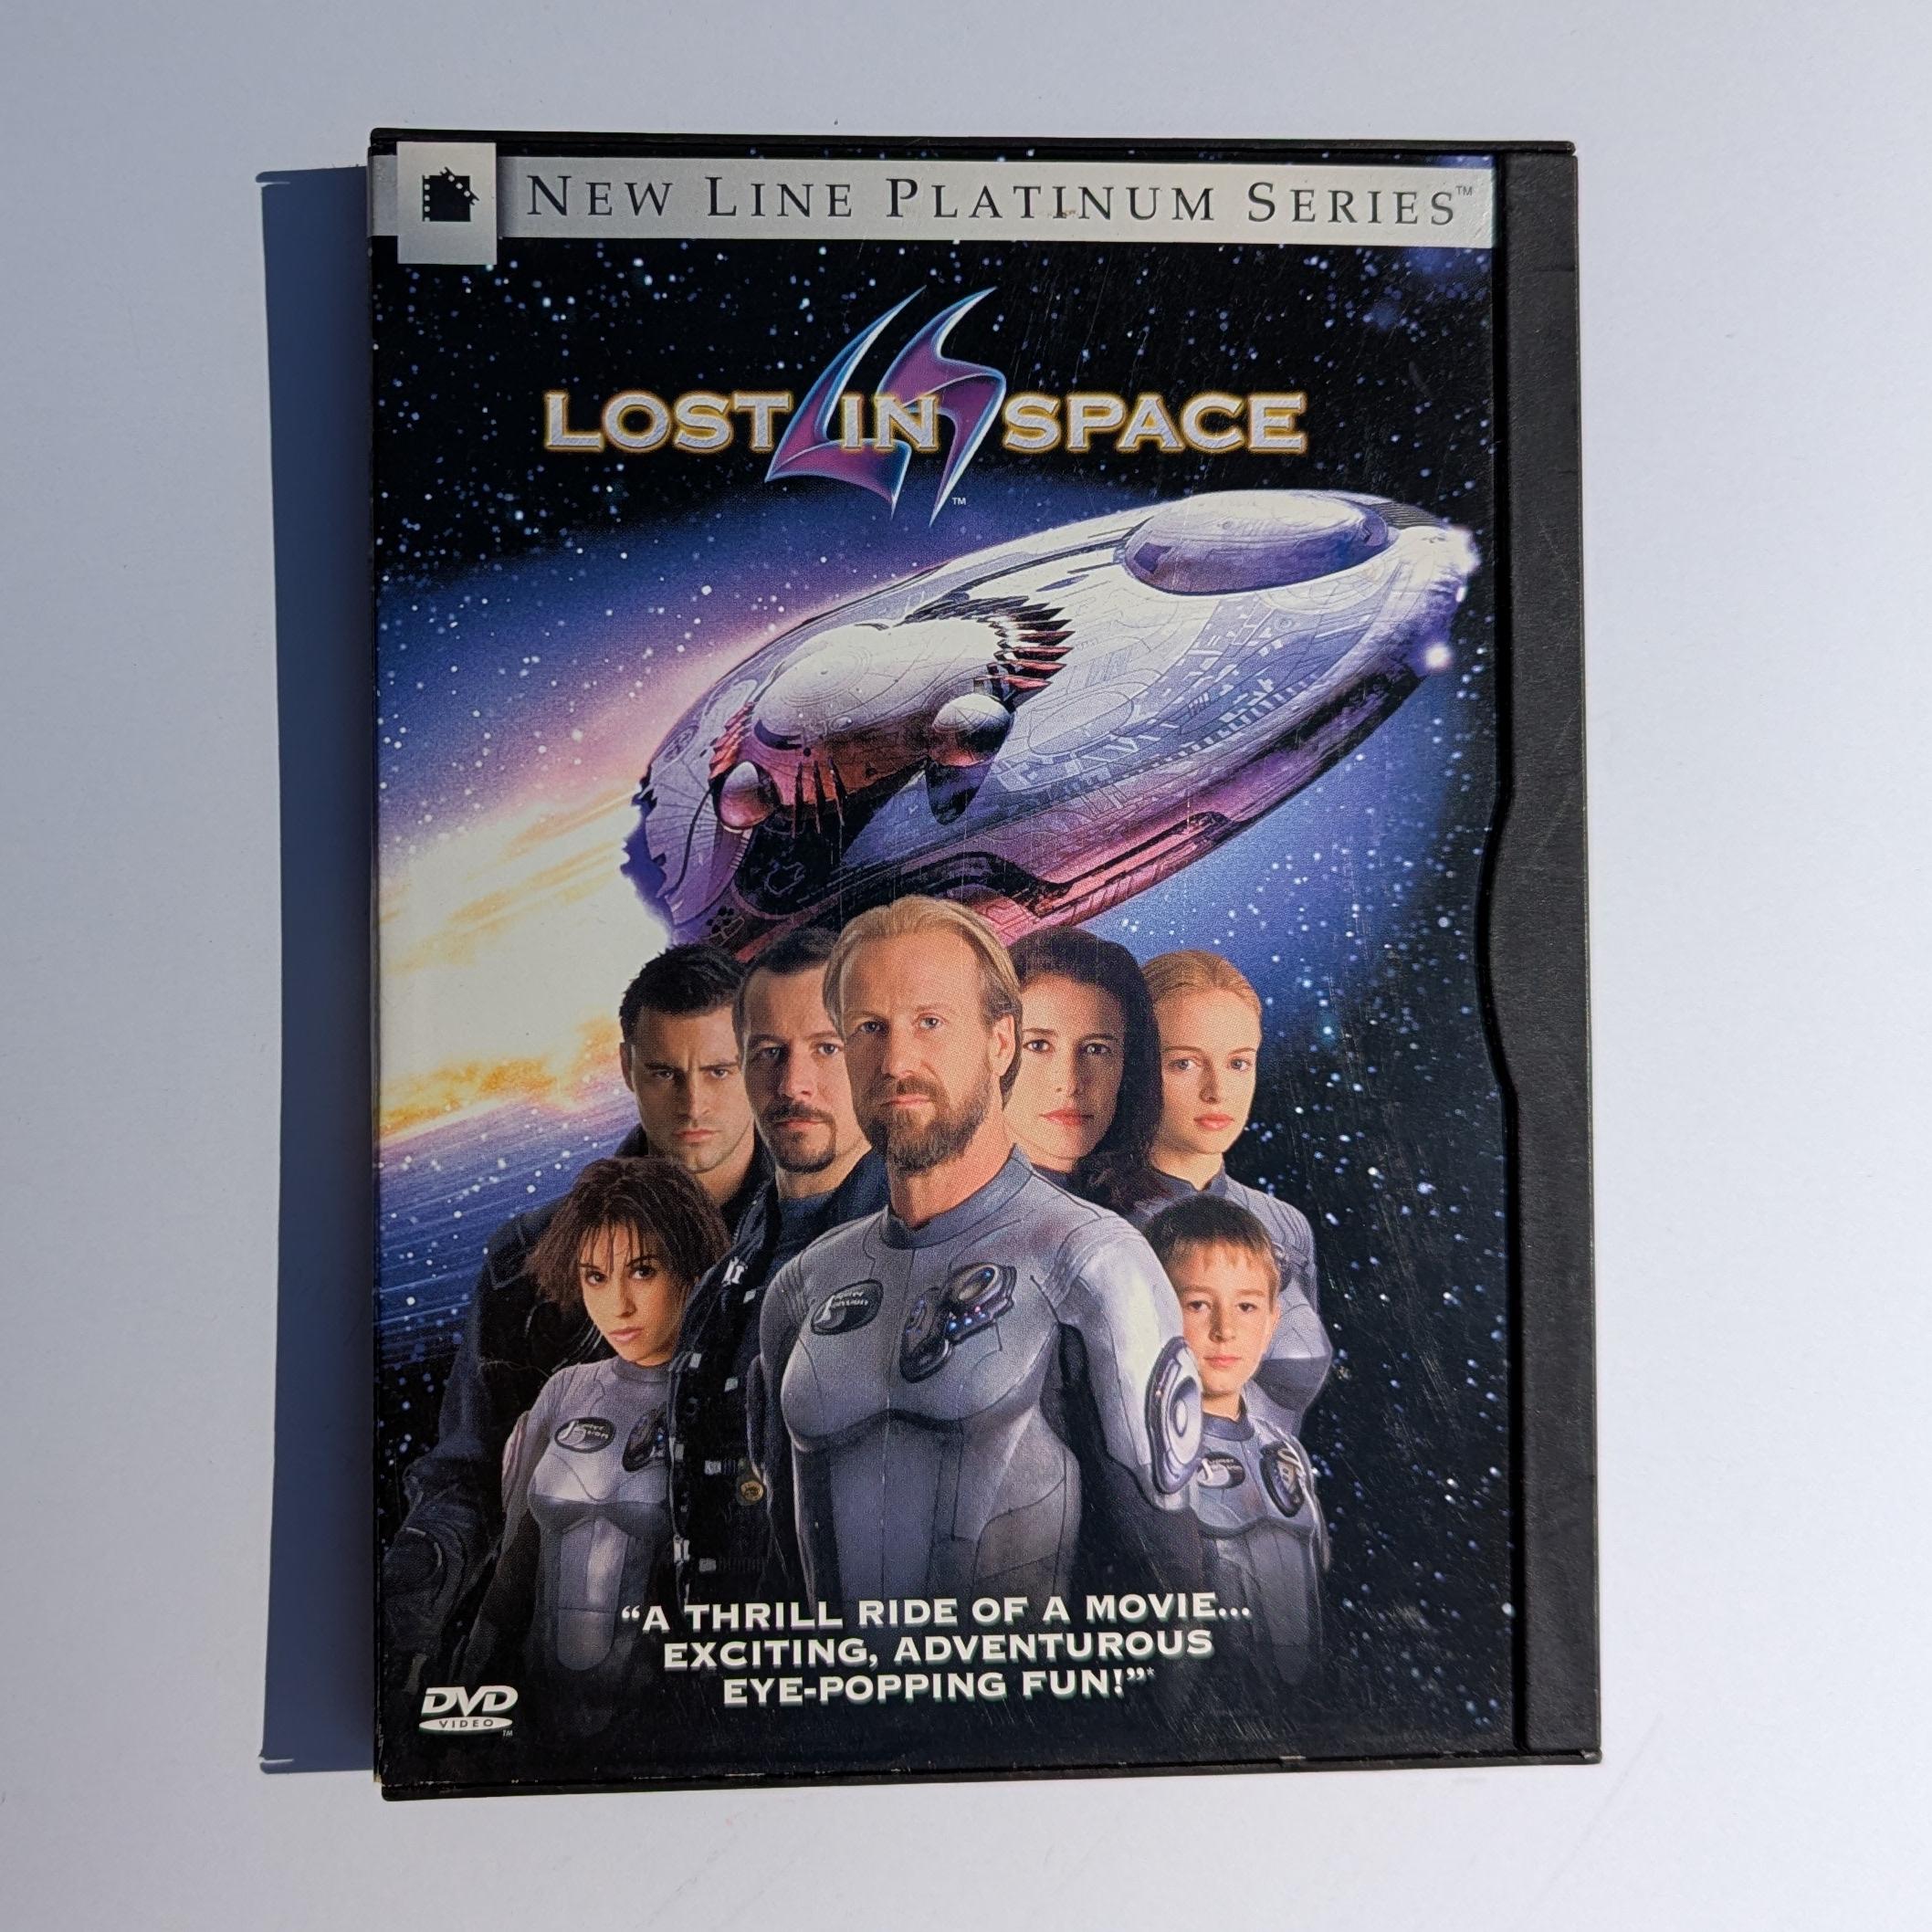 NEW LINE PLATINUM SERIES™
LOST IN SPACE
™
“A THRILL RIDE OF A MOVIE...
EXCITING, ADVENTUROUS
EYE-POPPING FUN!”*
DVD
VIDEO
™